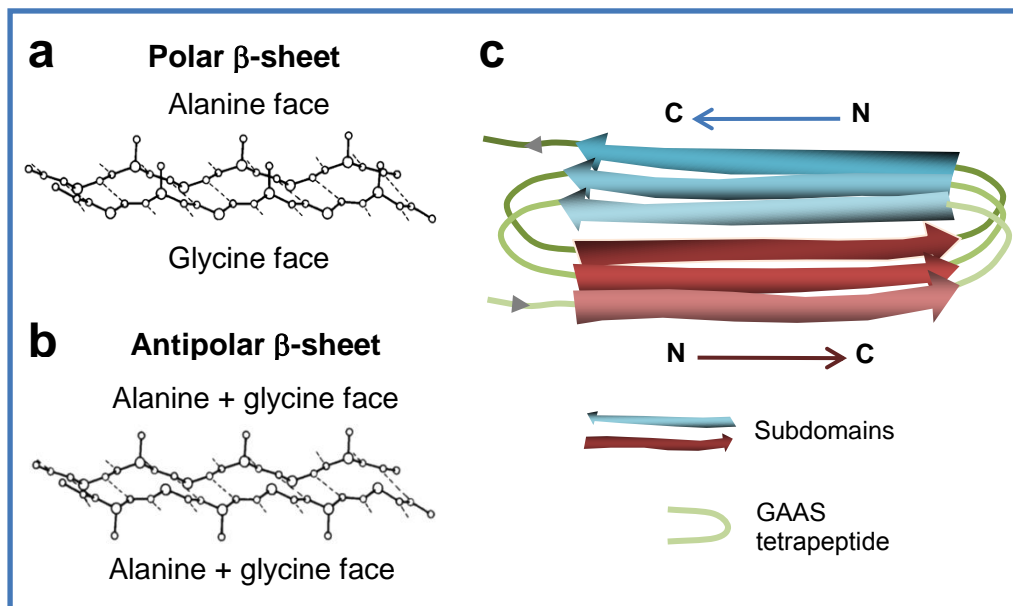 a
Polar β-sheet
Alanine face
Glycine face
b
Antipolar β-sheet
Alanine + glycine face
Alanine + glycine face
c
C N
N C
Subdomains
GAAS
tetrapeptide